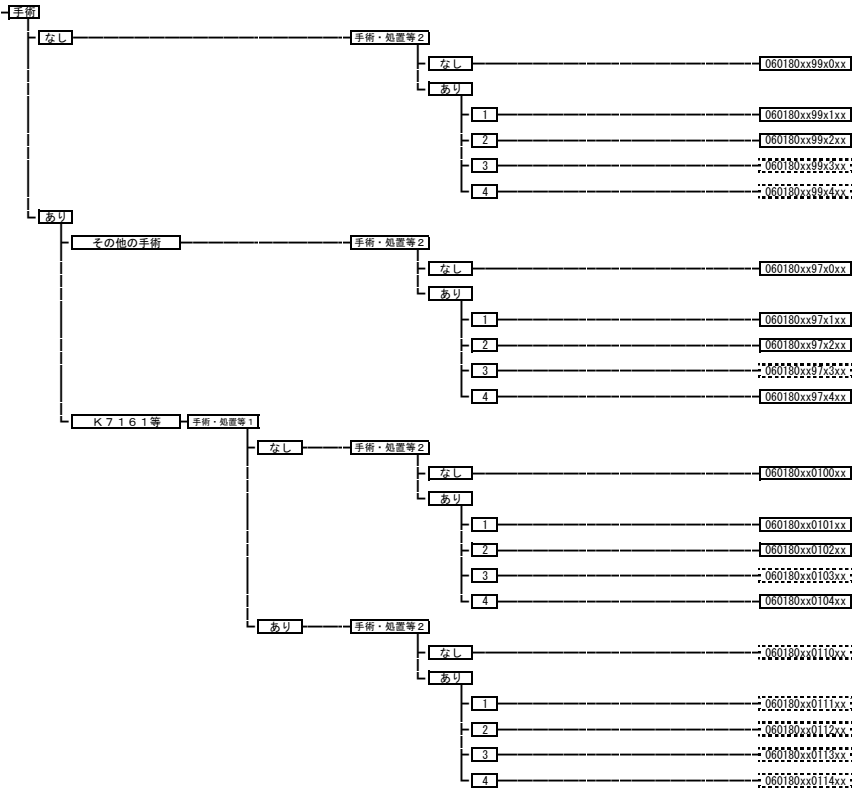 手術
なし 手術・処置等２
なし 060180xx99x0xx
あり
1 060180xx99x1xx
2 060180xx99x2xx
3 060180xx99x3xx
4 060180xx99x4xx
あり
その他の手術 手術・処置等２
なし 060180xx97x0xx
あり
1 060180xx97x1xx
2 060180xx97x2xx
3 060180xx97x3xx
4 060180xx97x4xx
Ｋ７１６１等 手術・処置等１
なし 手術・処置等２
なし 060180xx0100xx
あり
1 060180xx0101xx
2 060180xx0102xx
3 060180xx0103xx
4 060180xx0104xx
あり 手術・処置等２
なし 060180xx0110xx
あり
1 060180xx0111xx
2 060180xx0112xx
3 060180xx0113xx
4 060180xx0114xx